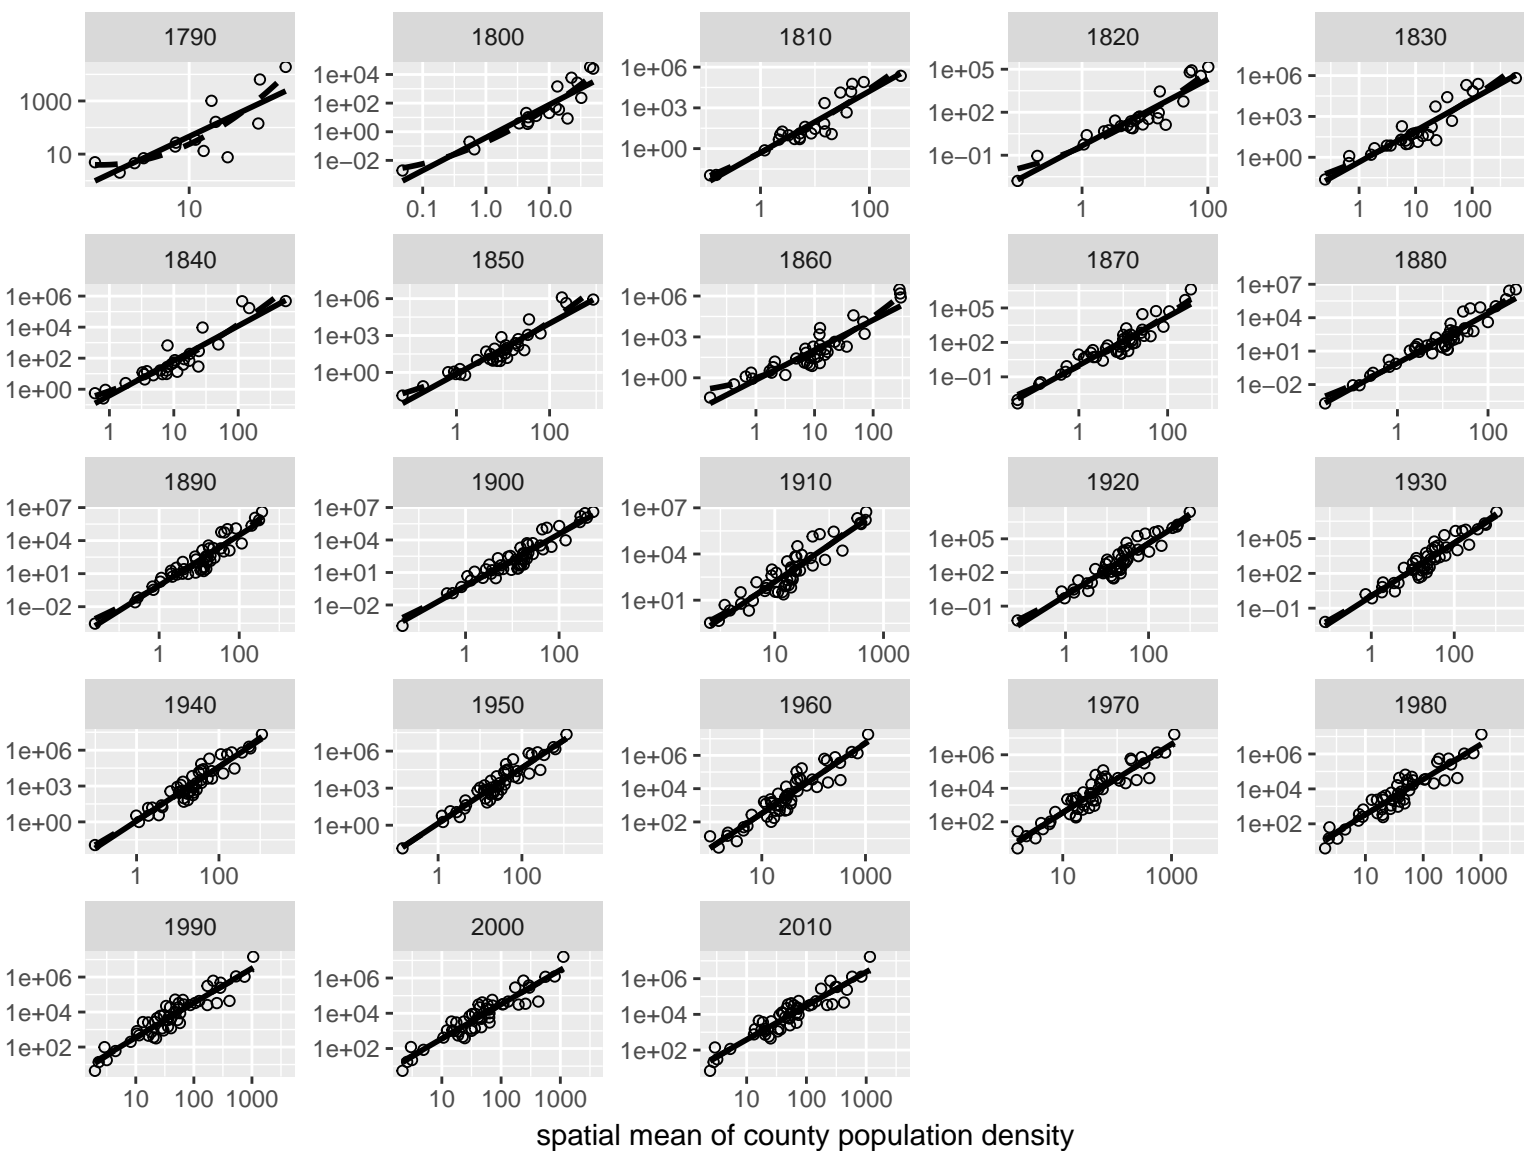 1790 1800 1810 1820 1830
1000
10
10
1e+04
1e+02
1e+00
1e−02
0.1 1.0 10.0
1e+06
1e+03
1e+00
1 100
1e+05
1e+02
1e−01
1 100
1e+06
1e+03
1e+00
1 10 100
1840 1850 1860 1870 1880
1e+06
1e+04
1e+02
1e+00
1 10 100
1e+06
1e+03
1e+00
1 100
1e+06
1e+03
1e+00
1 10 100
1e+05
1e+02
1e−01
1 100
1e+07
1e+04
1e+01
1e−02
1 100
1890 1900 1910 1920 1930
1e+07
1e+04
1e+01
1e−02
1 100
1e+07
1e+04
1e+01
1e−02
1 100
1e+07
1e+04
1e+01
10 1000
1e+05
1e+02
1e−01
1 100
1e+05
1e+02
1e−01
1 100
1940 1950 1960 1970 1980
1e+06
1e+03
1e+00
1 100
1e+06
1e+03
1e+00
1 100
1e+06
1e+04
1e+02
10 1000
1e+06
1e+04
1e+02
10 1000
1e+06
1e+04
1e+02
10 100 1000
1990 2000 2010
1e+06
1e+04
1e+02
10 100 1000
1e+06
1e+04
1e+02
10 100 1000
1e+06
1e+04
1e+02
10 100 1000
spatial mean of county population density